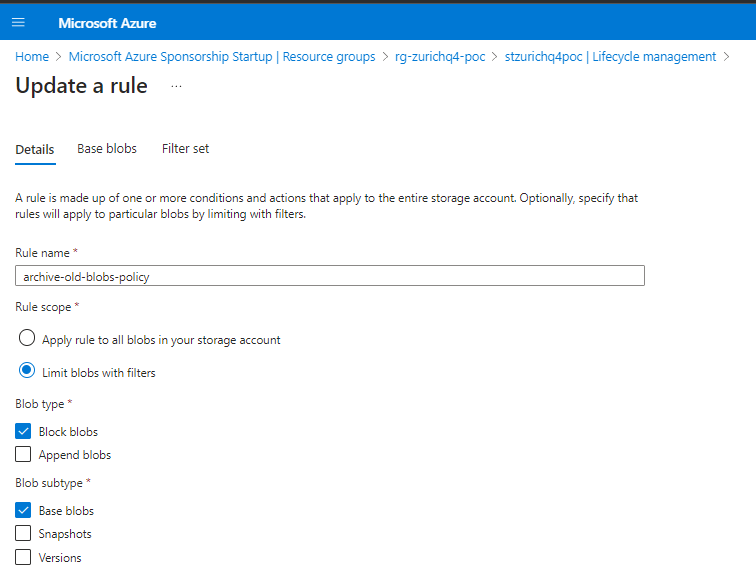 Microsoft Azure
Home > Microsoft Azure Sponsorship Startup | Resource groups > rg-zurichq4-poc > stzurichq4poc | Lifecycle management >
Update a rule ...
Details Base blobs Filter set
A rule is made up of one or more conditions and actions that apply to the entire storage account. Optionally, specify that
rules will apply to particular blobs by limiting with filters.
Rule name *
archive-old-blobs-policy
Rule scope *
Apply rule to all blobs in your storage account
Limit blobs with filters
Blob type *
Block blobs
Append blobs
Blob subtype *
Base blobs
Snapshots
Versions